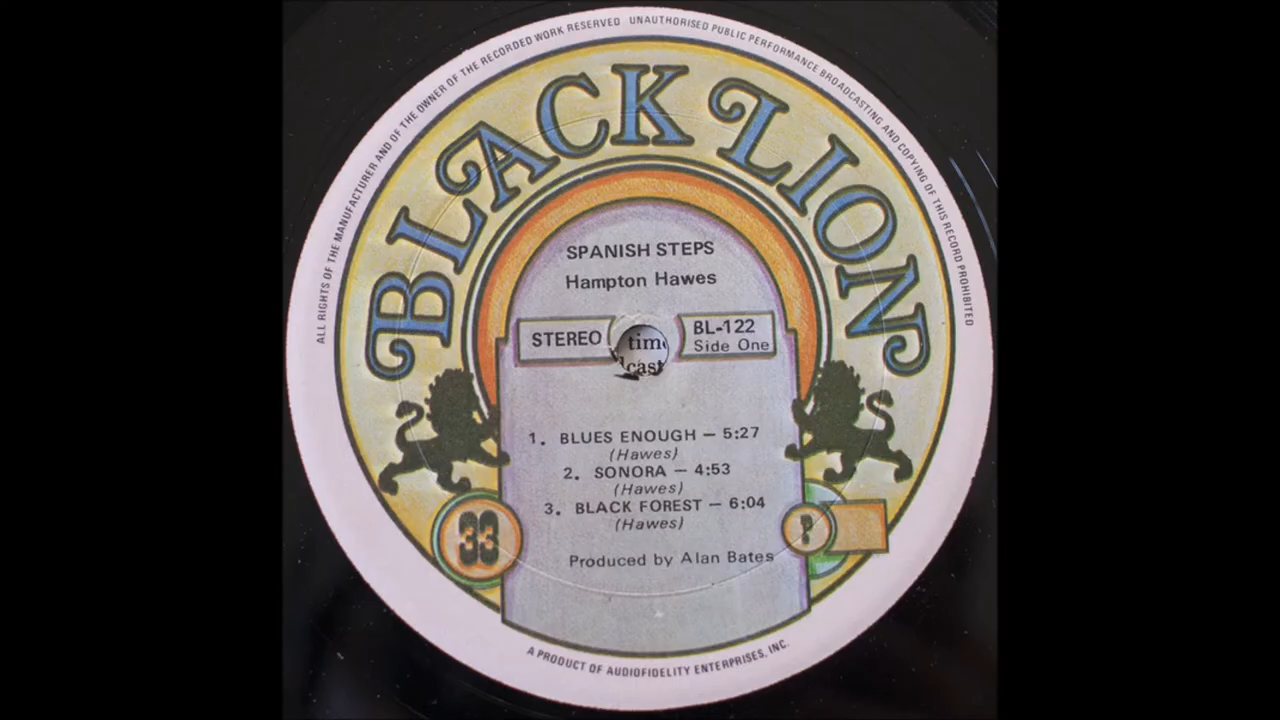 ALL RIGHTS OF THE MANUFACTURER AND OF THE OWNER OF THE RECORDED WORK RESERVED UNAUTHORISED PUBLIC PERFORMANCE BROADCASTING AND COPYING OF THIS RECORD PROHIBITED
BLACK LION
SPANISH STEPS
Hampton Hawes
STEREO
BL-122
Side One
1. BLUES ENOUGH — 5:27
(Hawes)
2. SONORA — 4:53
(Hawes)
3. BLACK FOREST — 6:04
(Hawes)
33
P
Produced by Alan Bates
A PRODUCT OF AUDIOFIDELITY ENTERPRISES, INC.